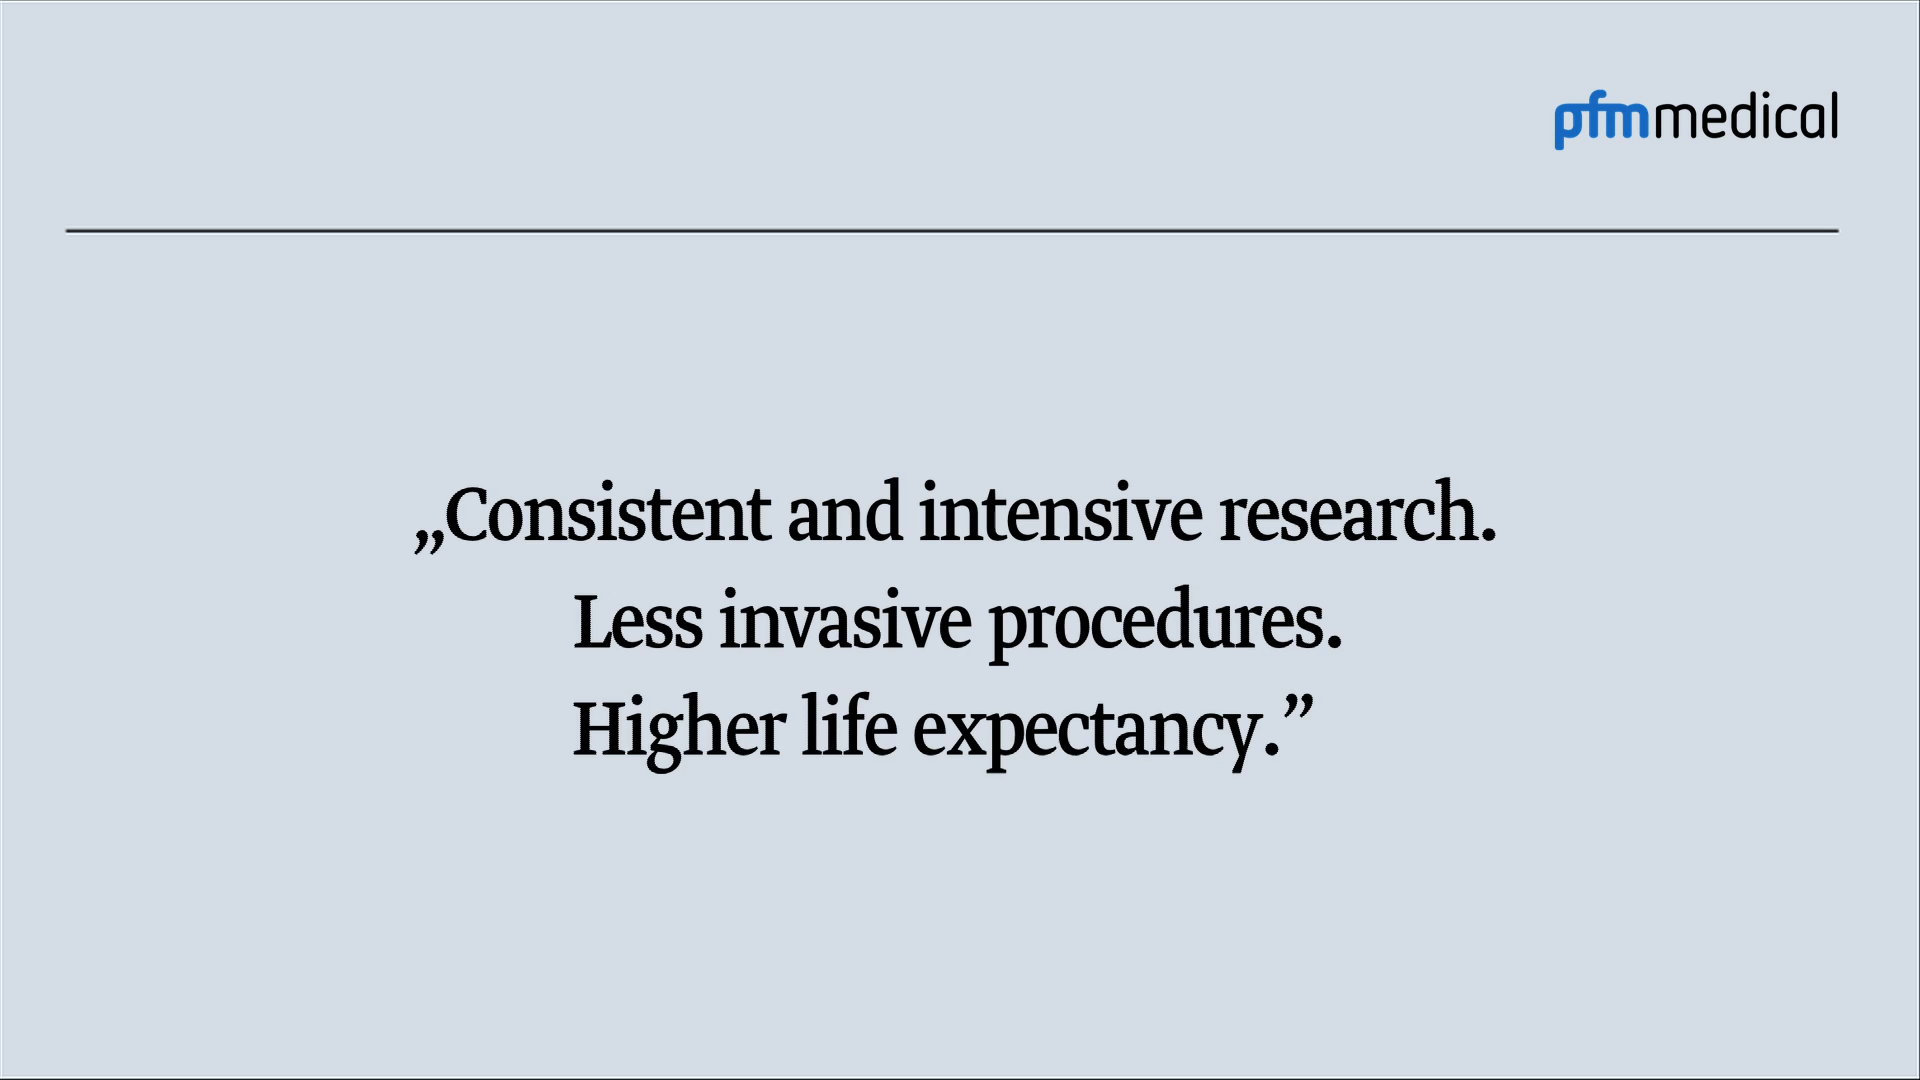 pfmmedical
„Consistent and intensive research.
Less invasive procedures.
Higher life expectancy.”